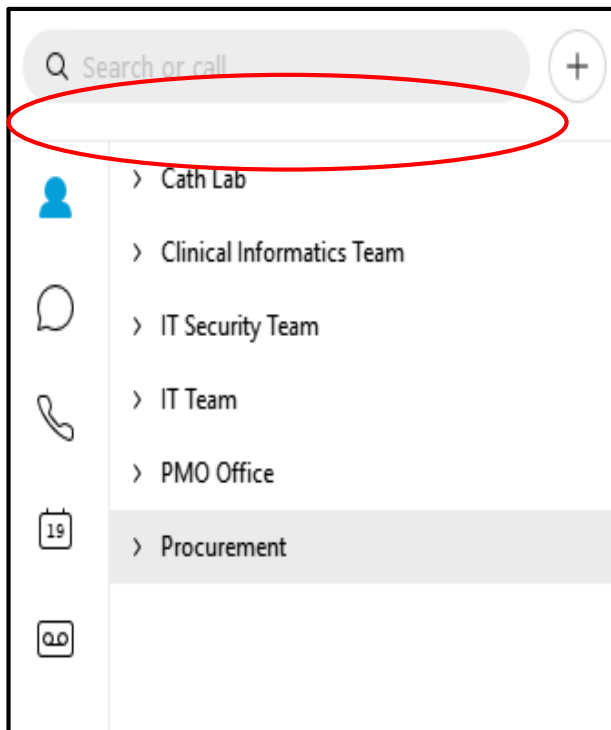 Search or call
Cath Lab
Clinical Informatics Team
IT Security Team
IT Team
PMO Office
19
Procurement